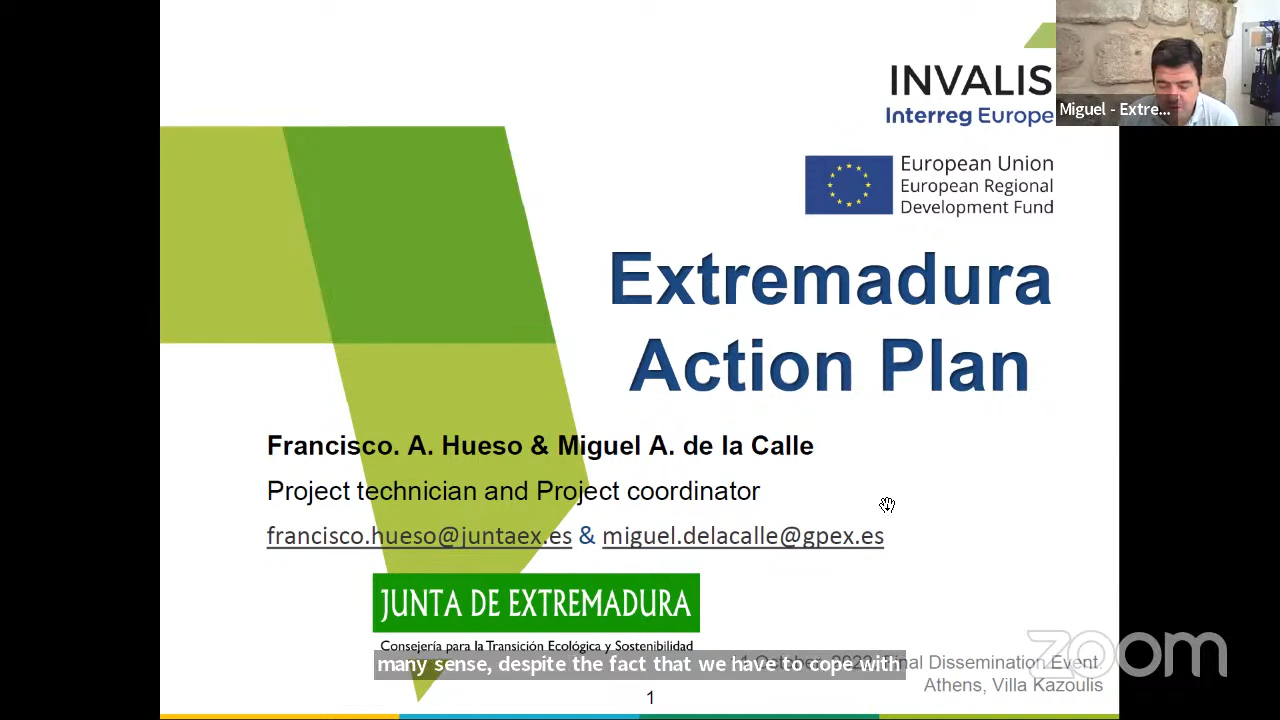 INVALIS
Interreg Europe
Miguel - Extre...
European Union
European Regional
Development Fund
Extremadura
Action Plan
Francisco. A. Hueso & Miguel A. de la Calle
Project technician and Project coordinator
francisco.hueso@juntaex.es & miguel.delacalle@gpex.es
JUNTA DE EXTREMADURA
Consejería para la Transición Ecológica y Sostenibilidad
many sense, despite the fact that we have to cope with
Dissemination Event.
Athens, Villa Kazoulis
zoom
1